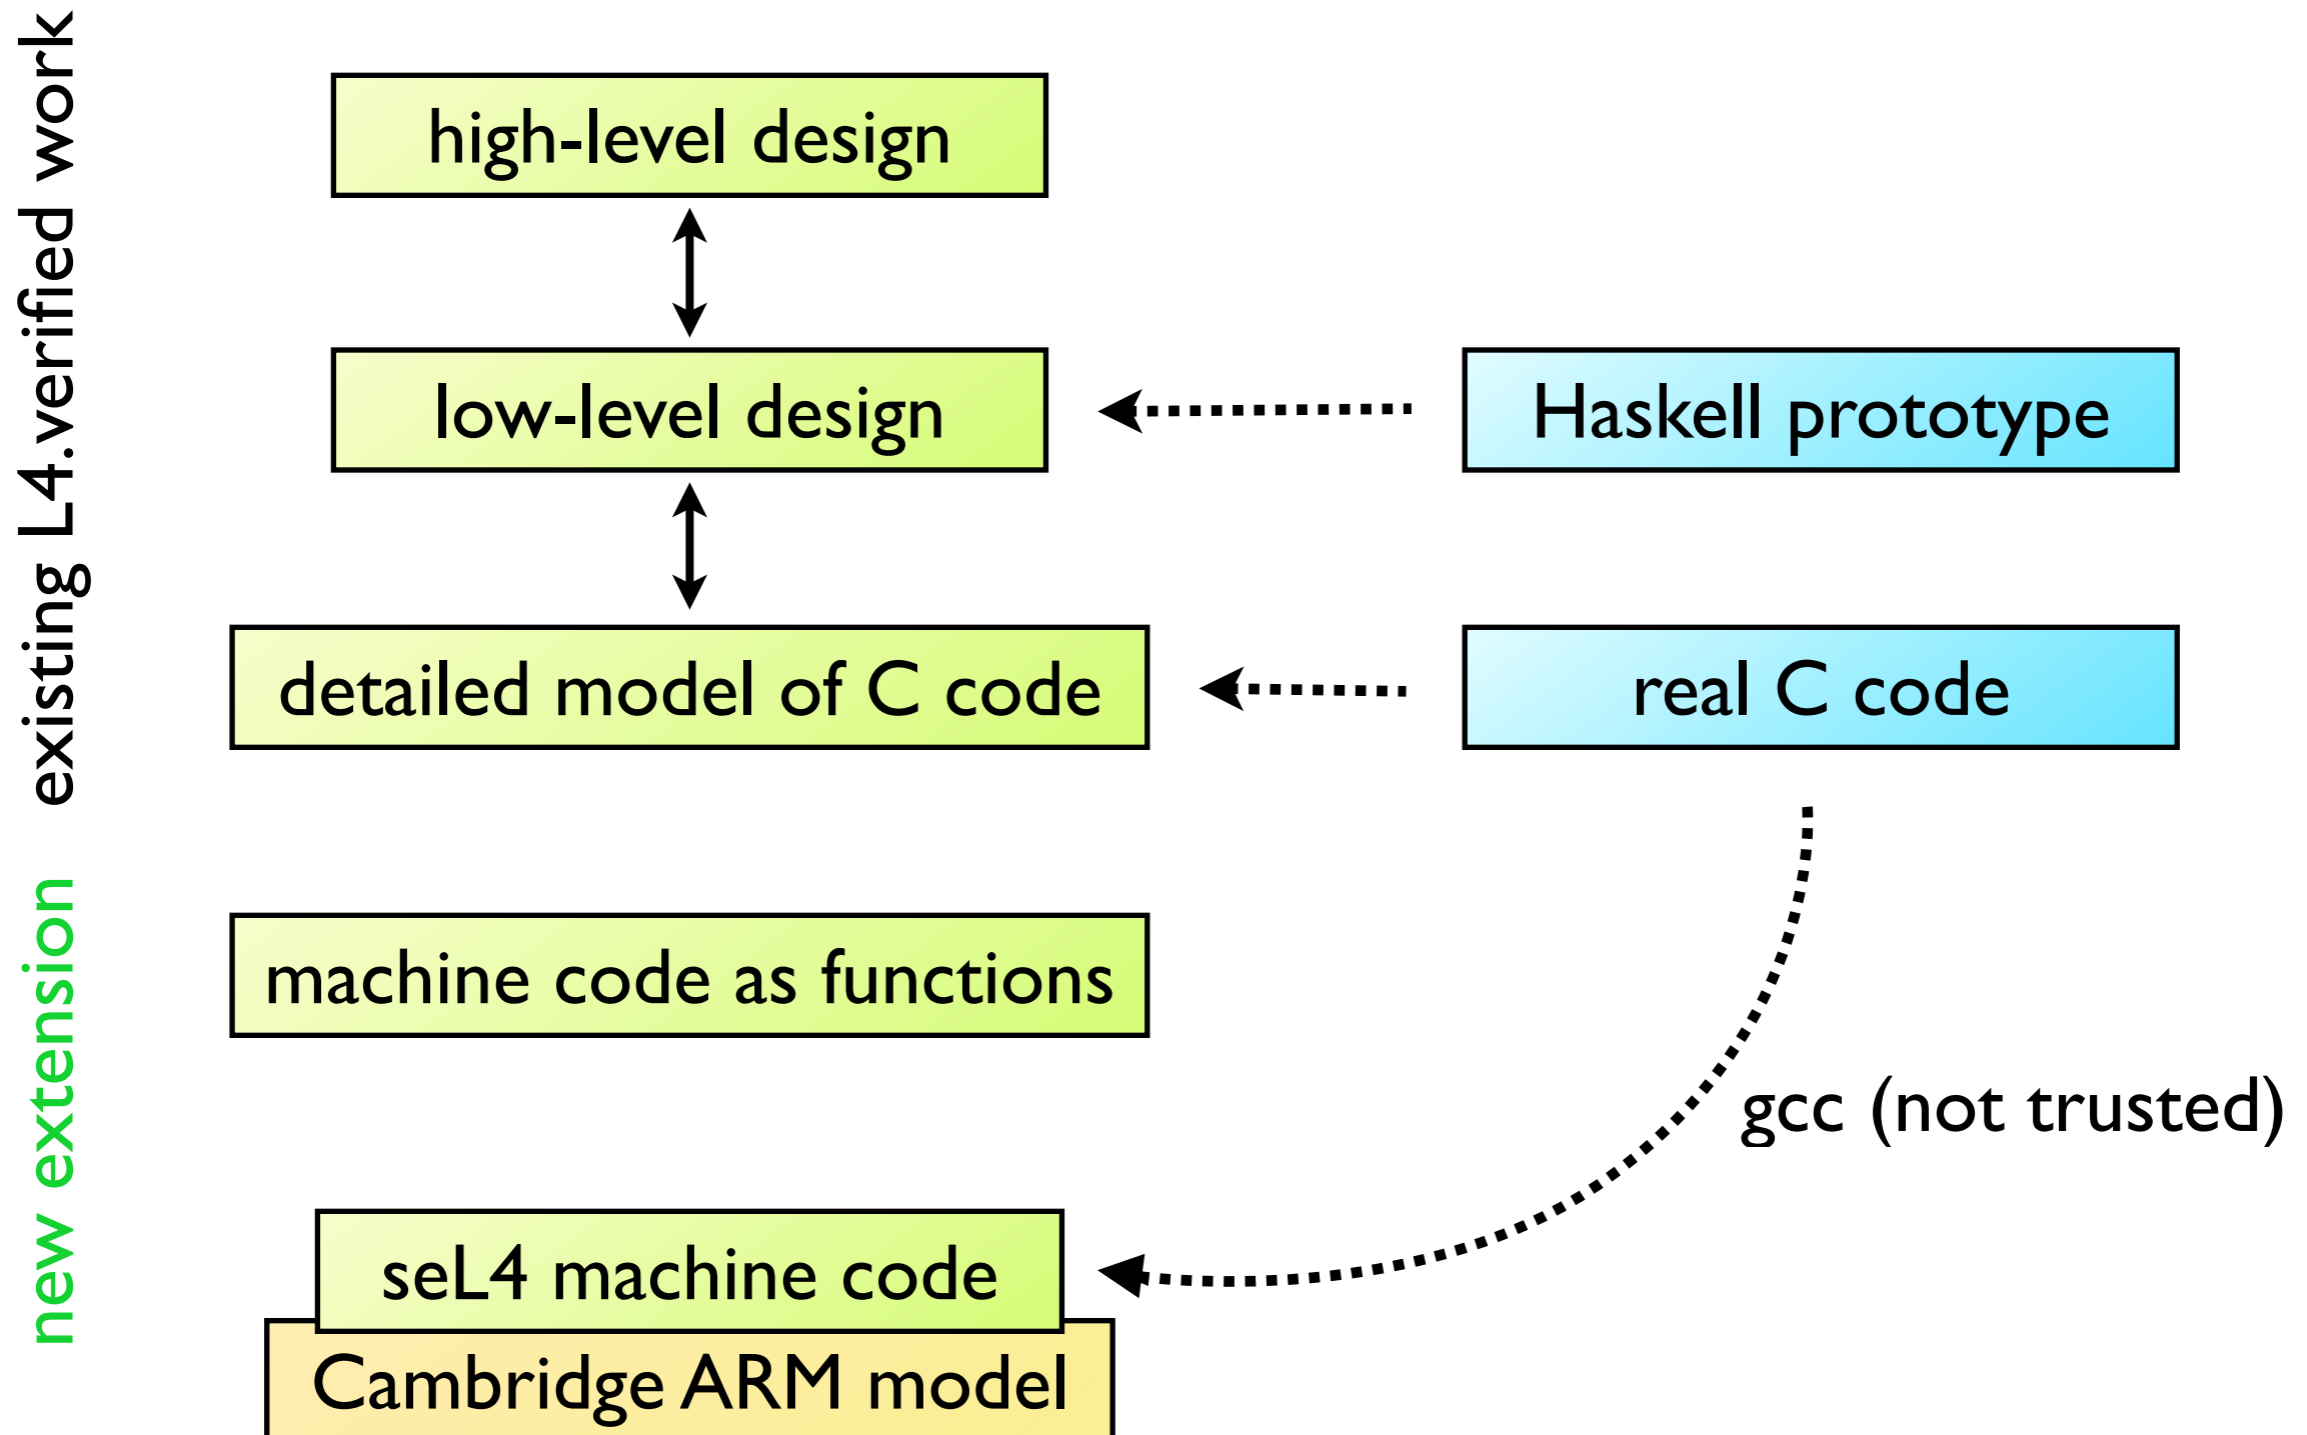 existing L4.verified work
new extension
high-level design
low-level design
Haskell prototype
detailed model of C code
real C code
machine code as functions
gcc (not trusted)
seL4 machine code
Cambridge ARM model